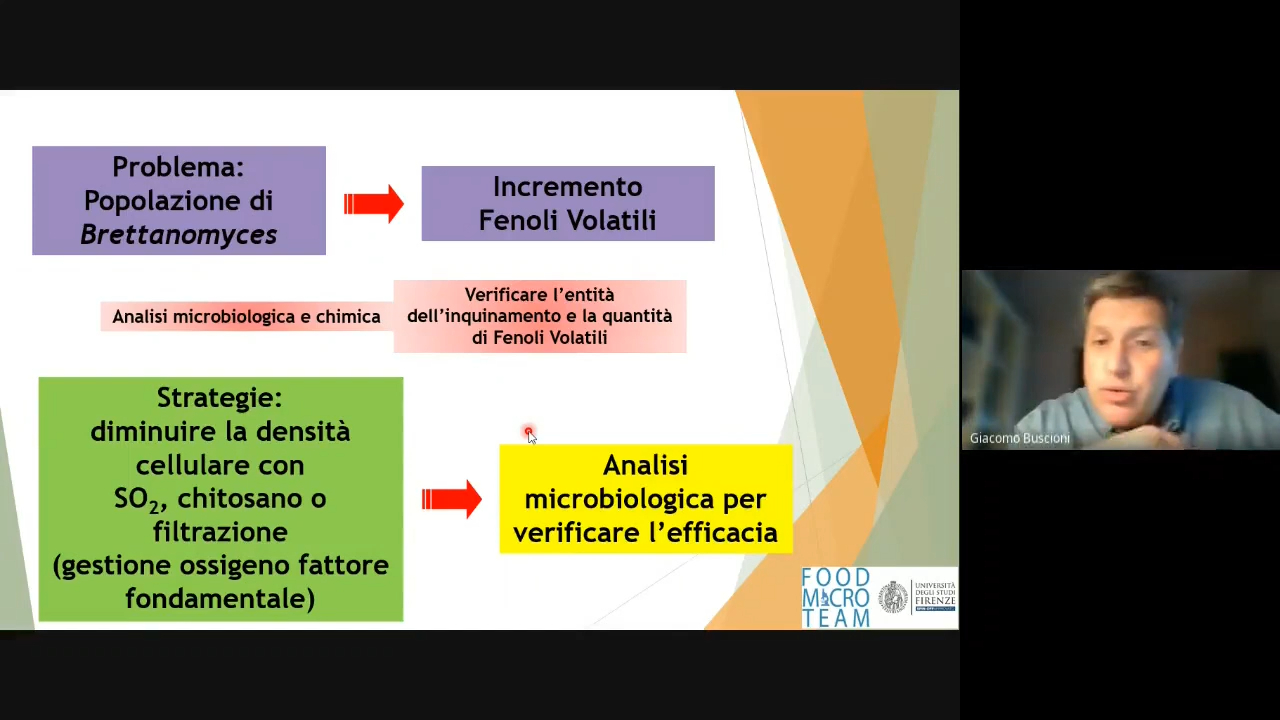 Problema:
Popolazione di
Brettanomyces
Incremento
Fenoli Volatili
Analisi microbiologica e chimica
Verificare l'entità
dell'inquinamento e la quantità
di Fenoli Volatili
Strategie:
diminuire la densità
cellulare con
SO₂, chitosano o
filtrazione
(gestione ossigeno fattore
fondamentale)
Analisi
microbiologica per
verificare l'efficacia
FOOD
MICRO
TEAM
UNIVERSITÀ
DEGLI STUDI
FIRENZE
Giacomo Buscioni